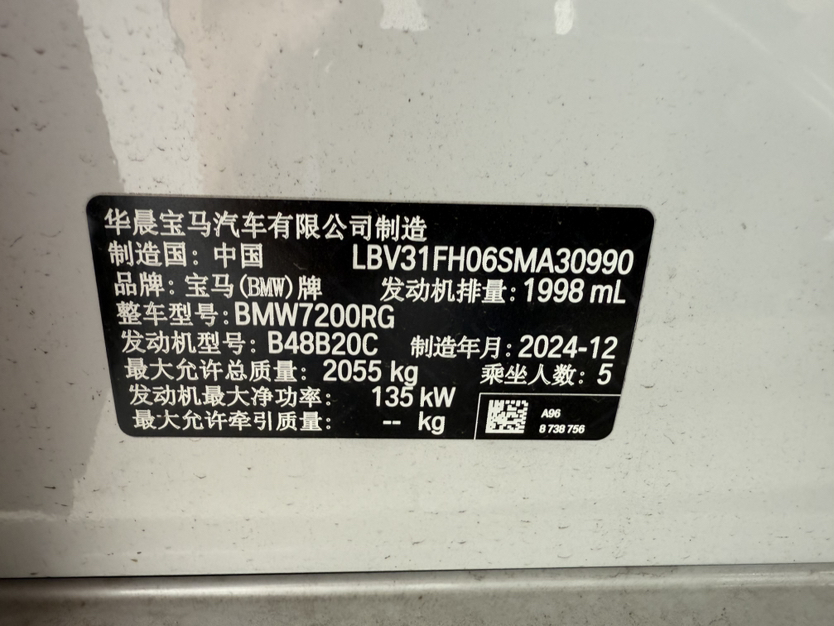 华晨宝马汽车有限公司制造
制造国：中国 LBV31FH06SMA30990
品牌：宝马(BMW)牌 发动机排量：1998 mL
整车型号：BMW7200RG
发动机型号：B48B20C 制造年月：2024-12
最大允许总质量：2055 kg 乘坐人数：5
发动机最大净功率：135 kW
最大允许牵引质量：-- kg
A96
8 738 756